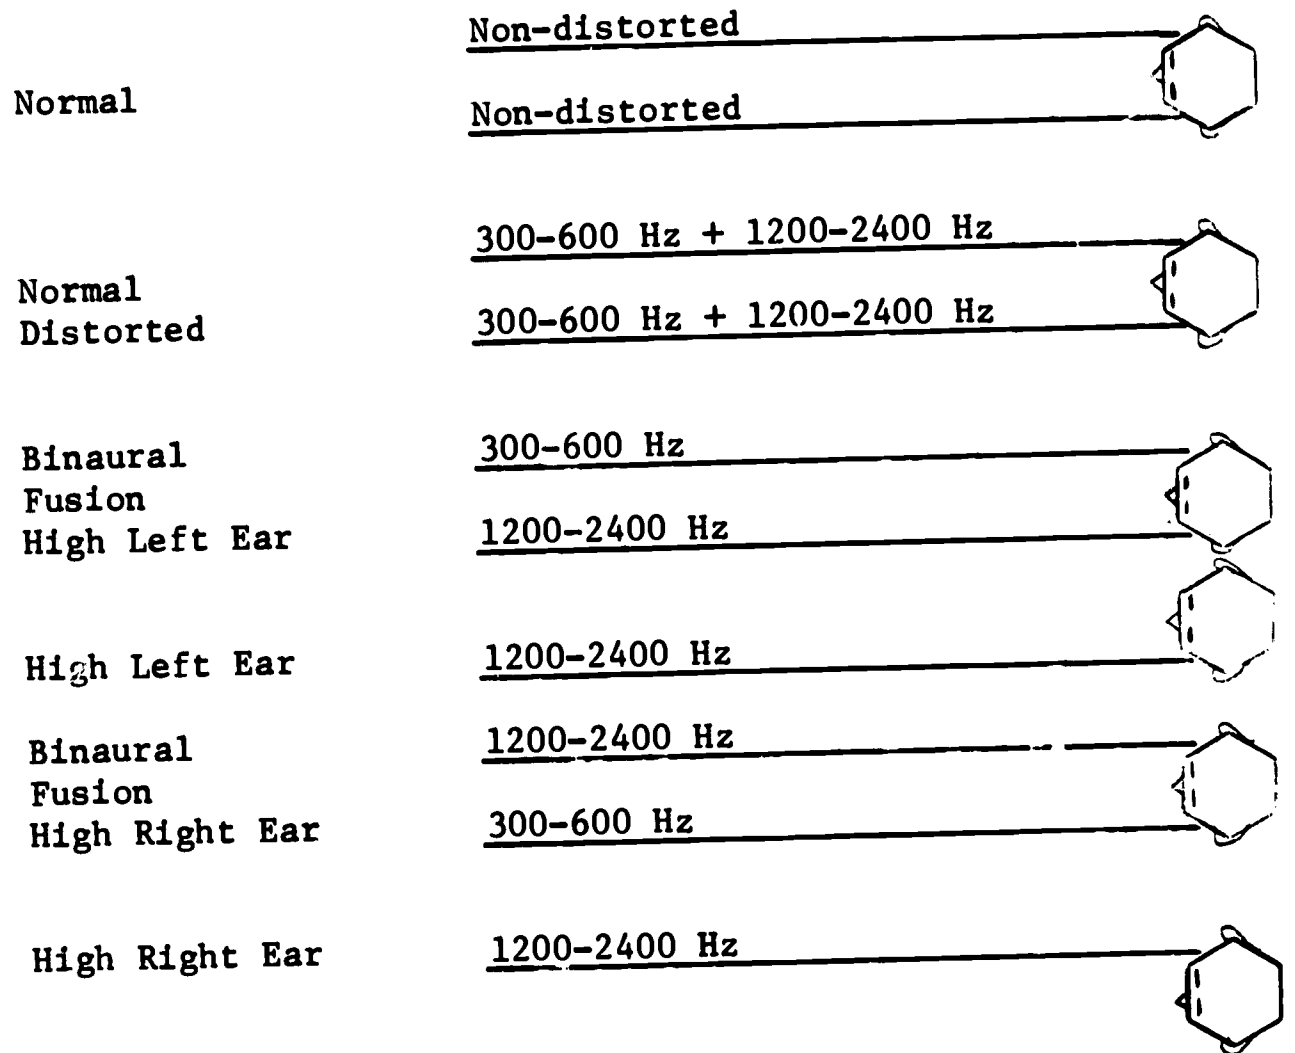 Non-distorted
Normal
Non-distorted
300-600 Hz + 1200-2400 Hz
Normal
Distorted
300-600 Hz + 1200-2400 Hz
Binaural
Fusion
High Left Ear
300-600 Hz
1200-2400 Hz
High Left Ear
1200-2400 Hz
Binaural
Fusion
High Right Ear
1200-2400 Hz
300-600 Hz
High Right Ear
1200-2400 Hz